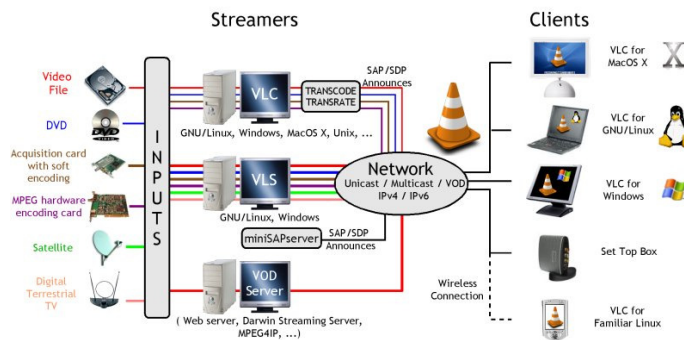 Streamers
Clients
Video
File
DVD
DVD
VIDEO
Acquisition card
with soft
encoding
MPEG hardware
encoding card
Satellite
Digital
Terrestrial
TV
INPUTS
VLC
TRANSCODE
TRANSRATE
SAP/SDP
Announces
GNU/Linux, Windows, MacOS X, Unix, ...
VLS
GNU/Linux, Windows
miniSAPserver
SAP/SDP
Announces
VOD
Server
( Web server, Darwin Streaming Server,
MPEG4IP, ...)
Network
Unicast / Multicast / VOD
IPv4 / IPv6
Wireless
Connection
VLC for
MacOS X
X
VLC for
GNU/Linux
VLC for
Windows
Set Top Box
VLC for
Familiar Linux